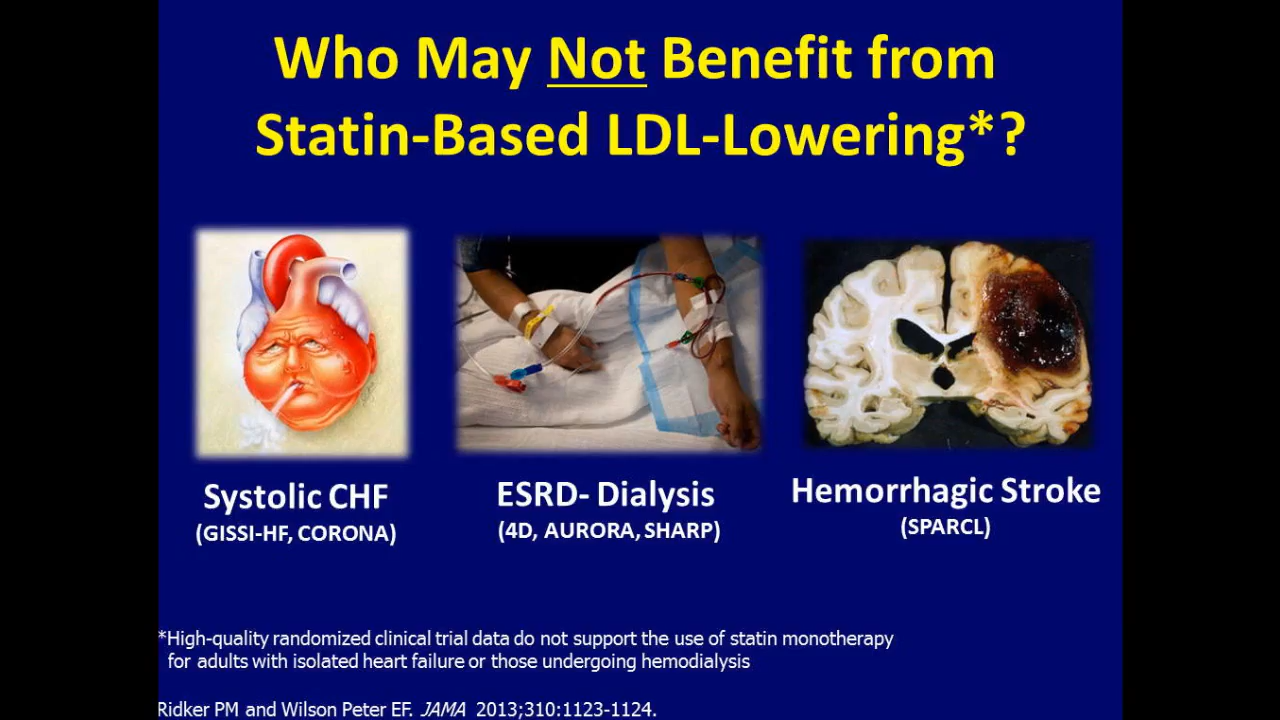 Who May Not Benefit from
Statin-Based LDL-Lowering*?
Systolic CHF
(GISSI-HF, CORONA)
ESRD- Dialysis
(4D, AURORA, SHARP)
Hemorrhagic Stroke
(SPARCL)
*High-quality randomized clinical trial data do not support the use of statin monotherapy
for adults with isolated heart failure or those undergoing hemodialysis
Ridker PM and Wilson Peter EF. JAMA 2013;310:1123-1124.